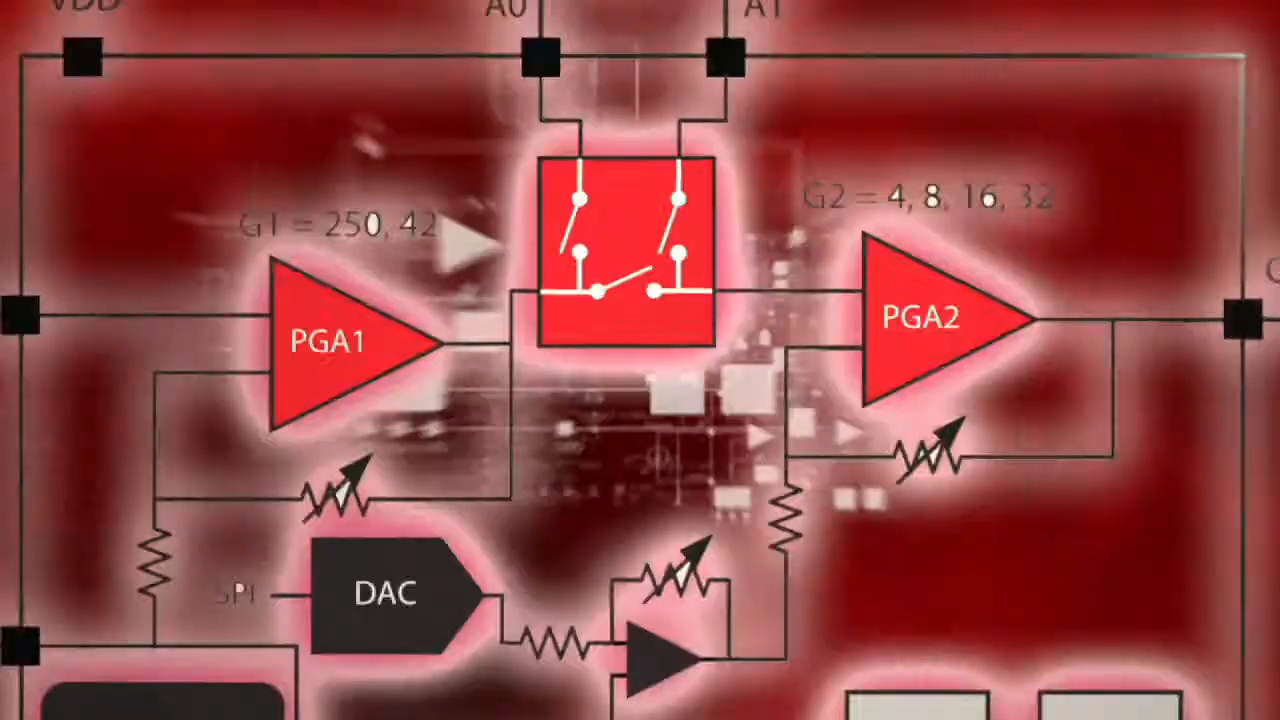 VDD
A0
A1
G2 = 4, 8, 16, 32
G1 = 250, 42
PGA2
PGA1
SPI
DAC